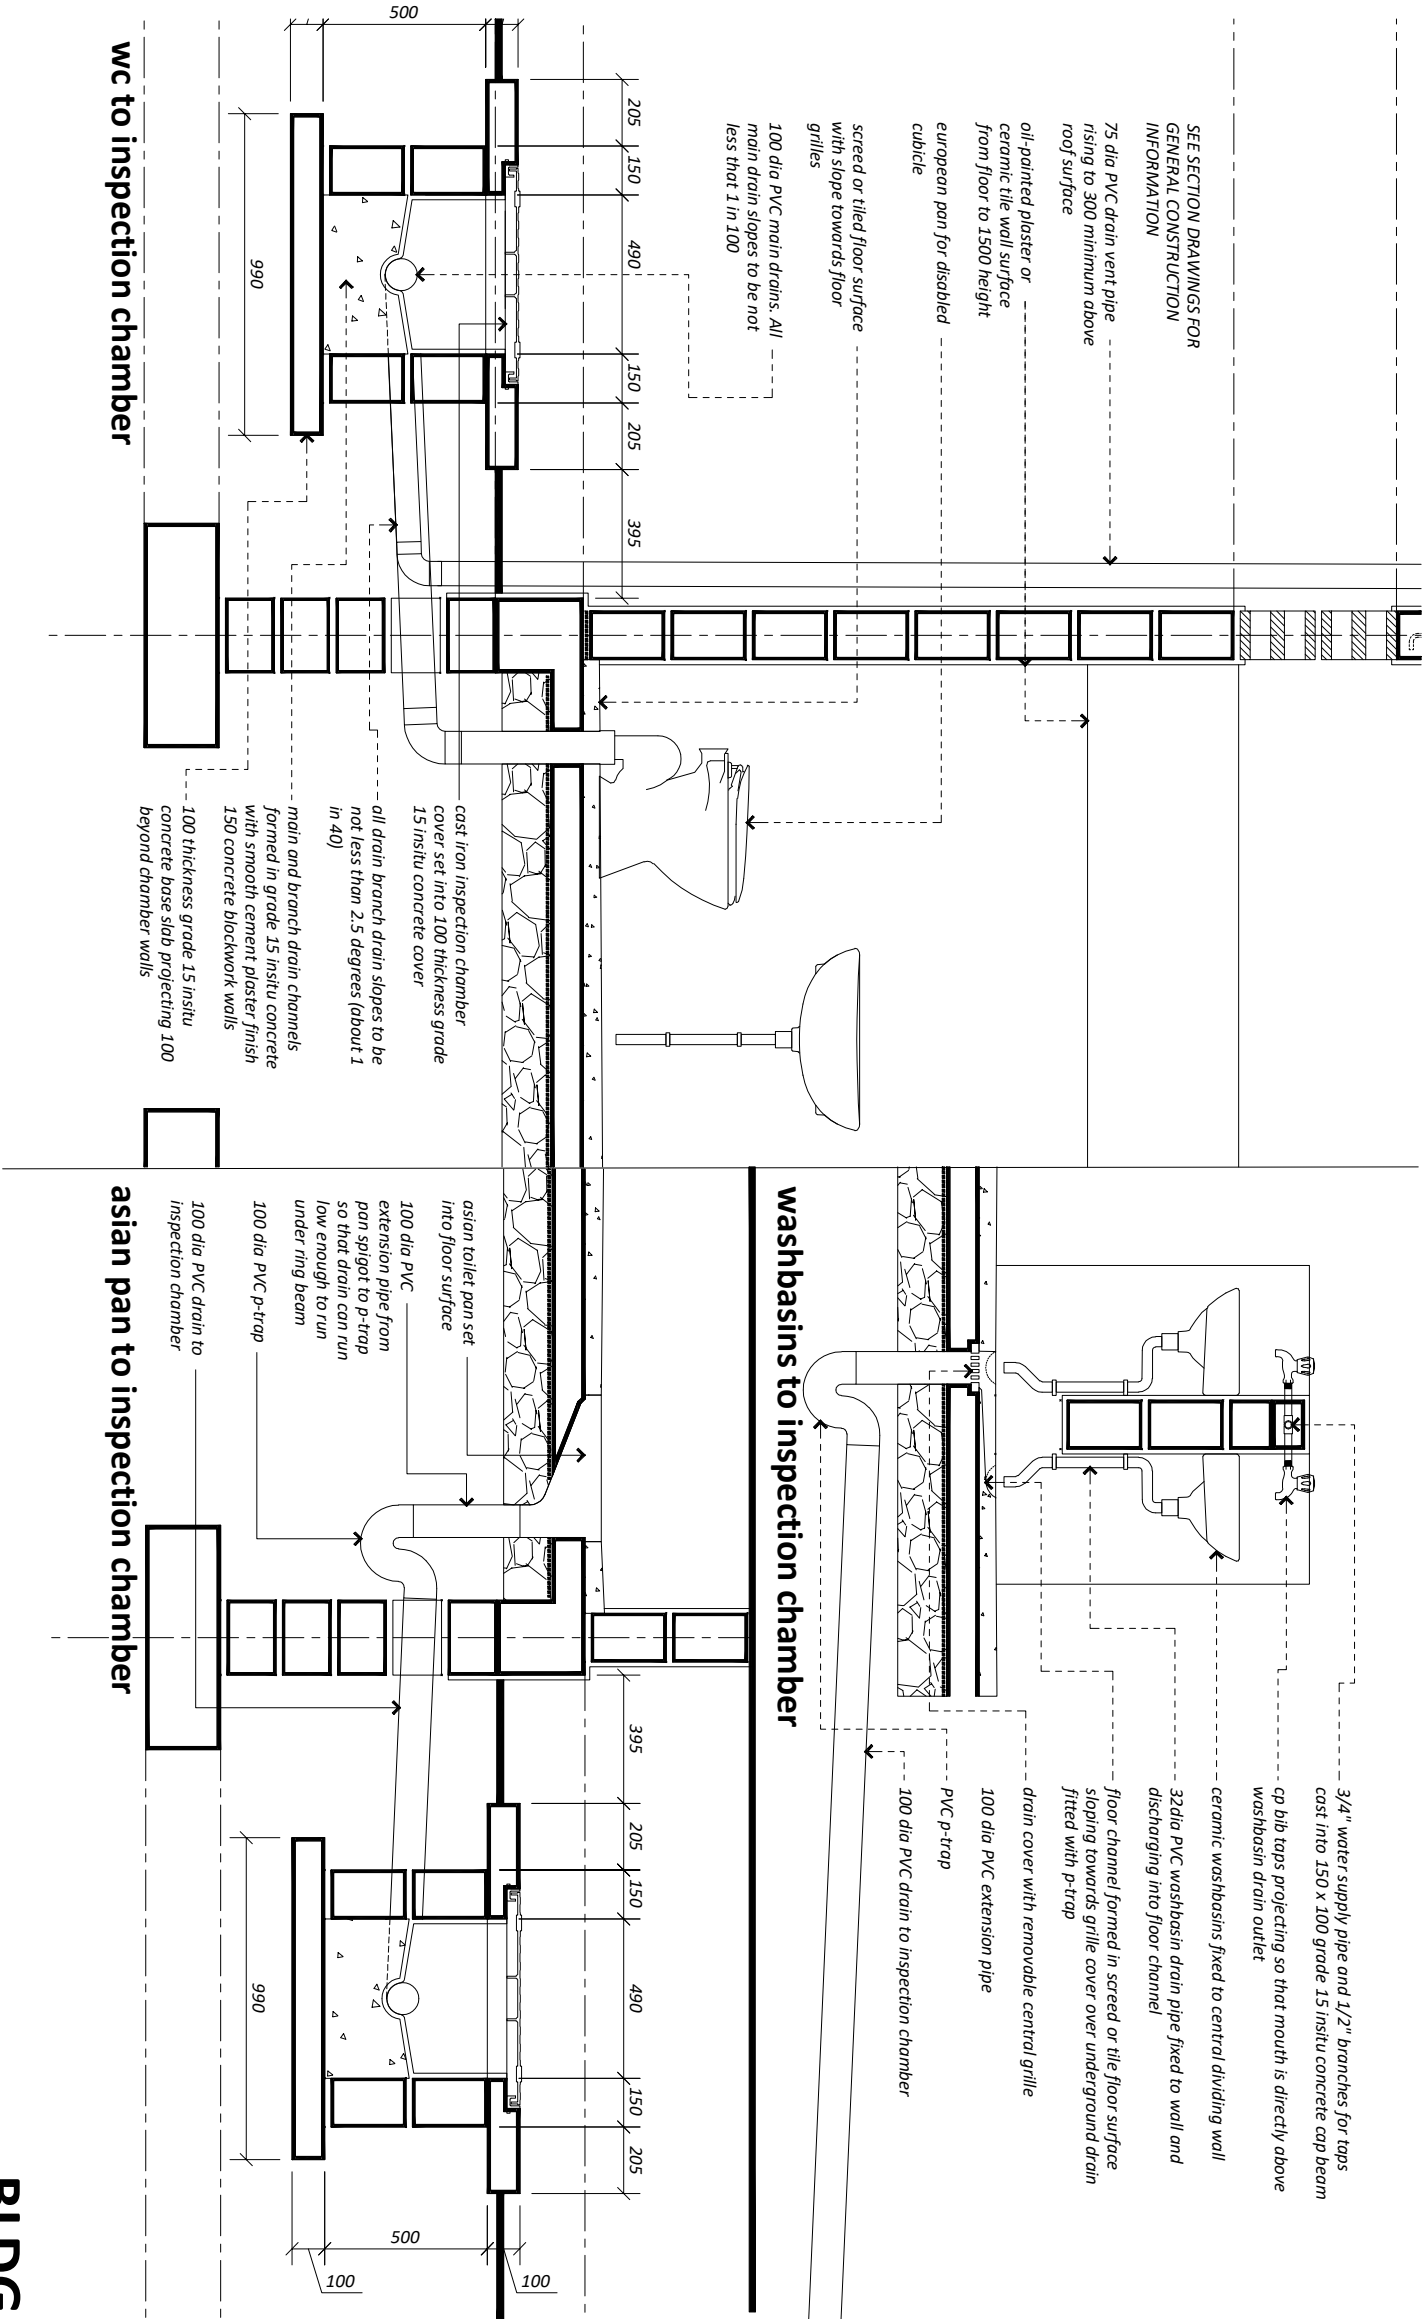 SEE SECTION DRAWINGS FOR
GENERAL CONSTRUCTION
INFORMATION
75 dia PVC drain vent pipe
rising to 300 minimum above
roof surface
oil-painted plaster or
ceramic tile wall surface
from floor to 1500 height
european pan for disabled
cubicle
screed or tiled floor surface
with slope towards floor
grilles
100 dia PVC main drains. All
main drain slopes to be not
less that 1 in 100
205
150
490
150
205
395
500
990
cast iron inspection chamber
cover set into 100 thickness grade
15 insitu concrete cover
all drain branch drain slopes to be
not less than 2.5 degrees (about 1
in 40)
main and branch drain channels
formed in grade 15 insitu concrete
with smooth cement plaster finish
150 concrete blockwork walls
100 thickness grade 15 insitu
concrete base slab projecting 100
beyond chamber walls
wc to inspection chamber
3/4" water supply pipe and 1/2" branches for taps
cast into 150 x 100 grade 15 insitu concrete cap beam
cp bib taps projecting so that mouth is directly above
washbasin drain outlet
ceramic washbasins fixed to central dividing wall
32dia PVC washbasin drain pipe fixed to wall and
discharging into floor channel
floor channel formed in screed or tile floor surface
sloping towards grille cover over underground drain
fitted with p-trap
drain cover with removable central grille
100 dia PVC extension pipe
PVC p-trap
100 dia PVC drain to inspection chamber
washbasins to inspection chamber
asian toilet pan set
into floor surface
100 dia PVC
extension pipe from
pan spigot to p-trap
so that drain can run
low enough to run
under ring beam
100 dia PVC p-trap
100 dia PVC drain to
inspection chamber
395
205
150
490
150
205
990
500
100
100
asian pan to inspection chamber
BLDG